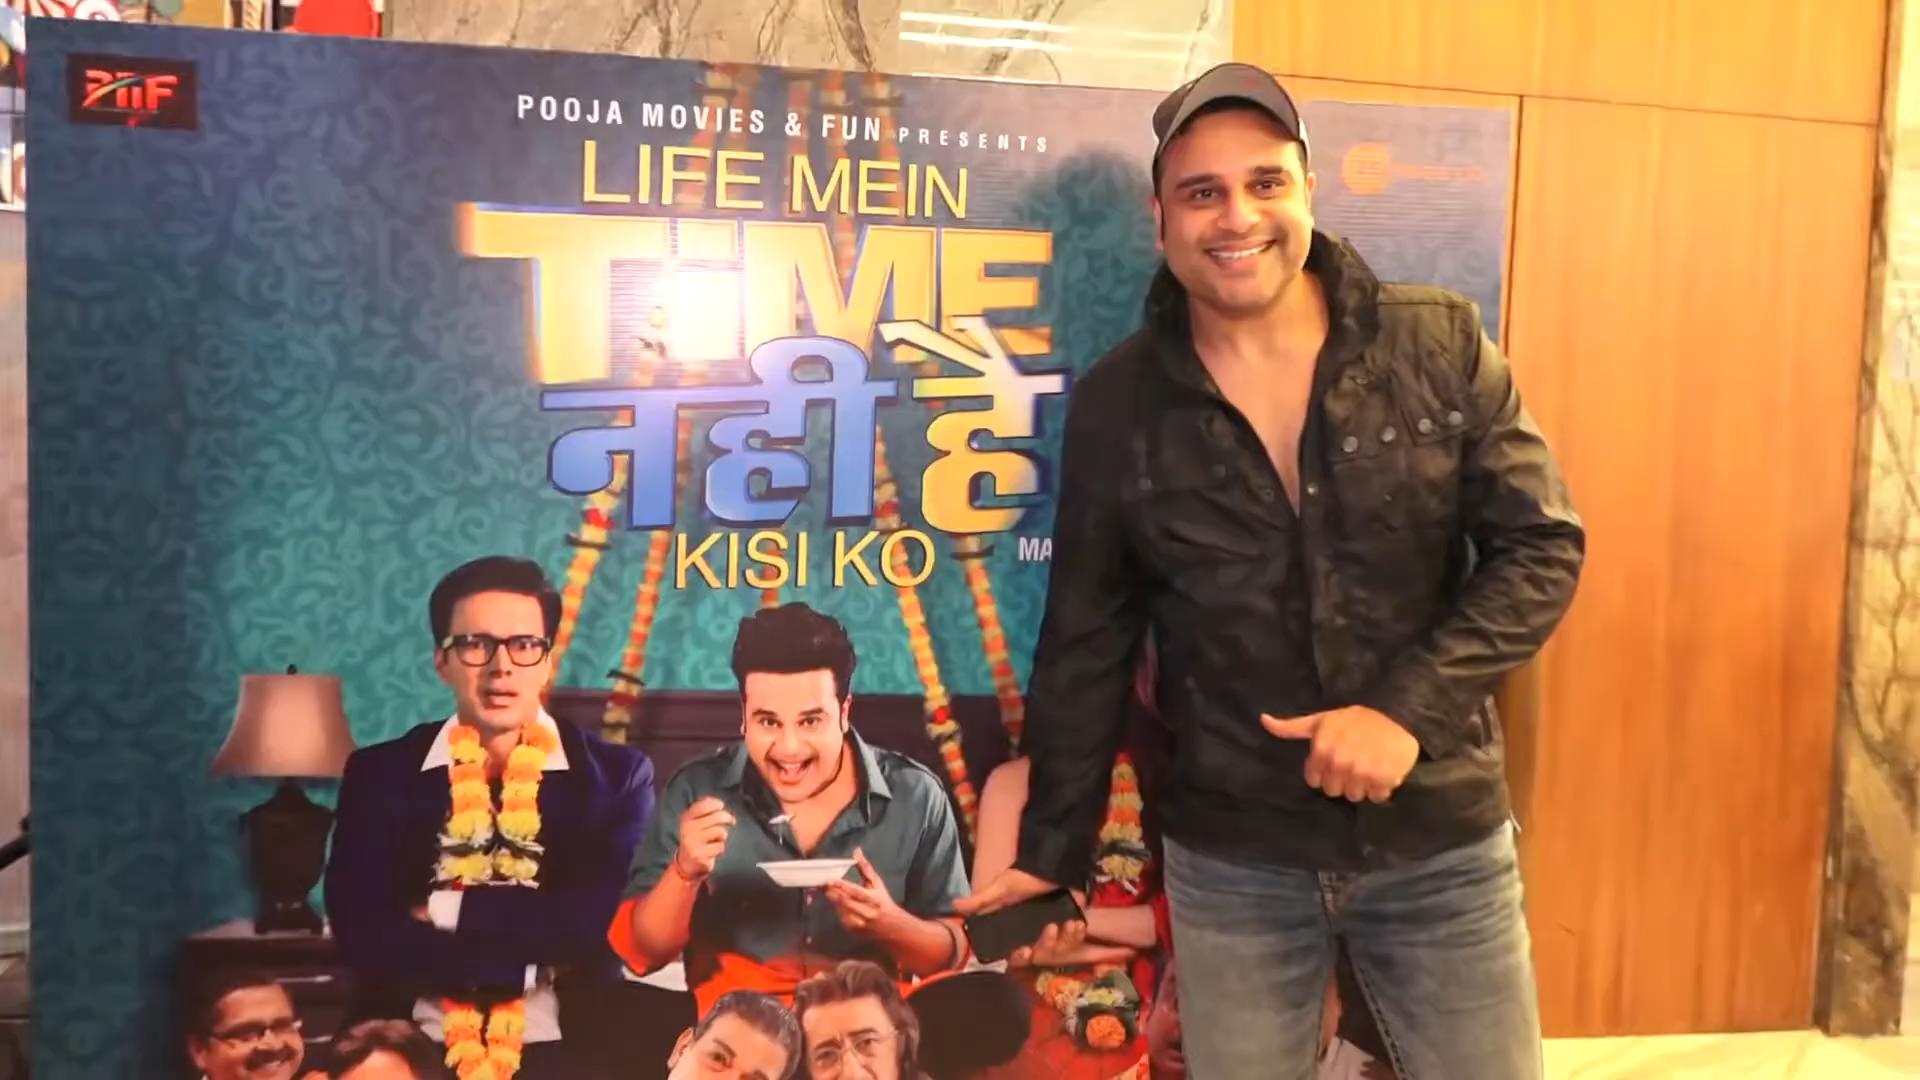 PMF
POOJA MOVIES & FUN PRESENTS
LIFE MEIN
TIME
नही है
KISI KO
MA